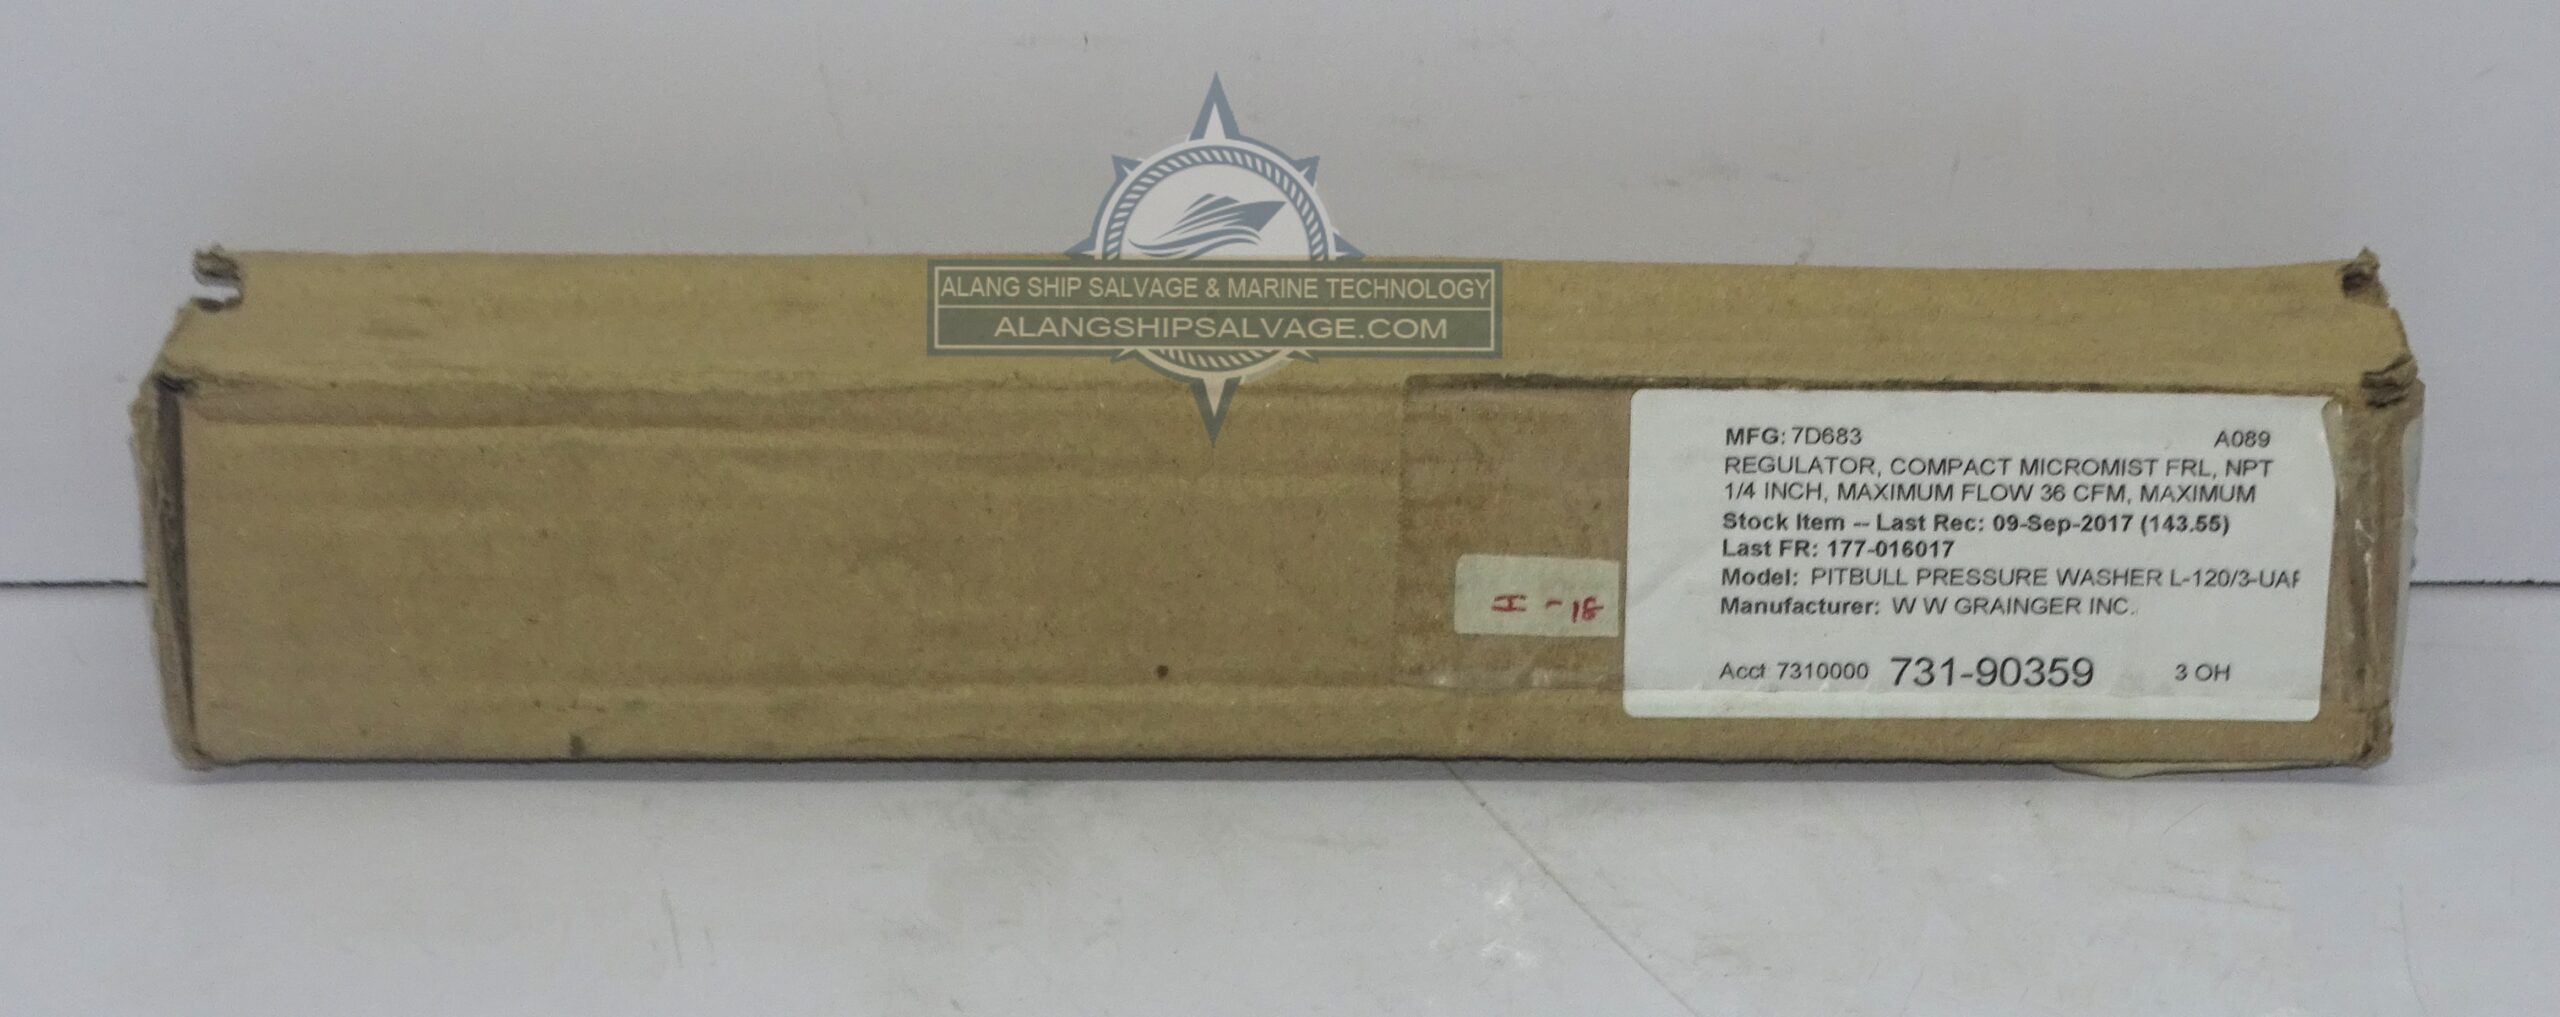 ALANG SHIP SALVAGE & MARINE TECHNOLOGY
ALANGSHIPSALVAGE.COM
MFG: 7D683 A089
REGULATOR, COMPACT MICROMIST FRL, NPT
1/4 INCH, MAXIMUM FLOW 36 CFM, MAXIMUM
Stock Item -- Last Rec: 09-Sep-2017 (143.55)
Last FR: 177-016017
Model: PITBULL PRESSURE WASHER L-120/3-UAF
Manufacturer: W W GRAINGER INC.
Acct 7310000 731-90359 3 OH
I - 18